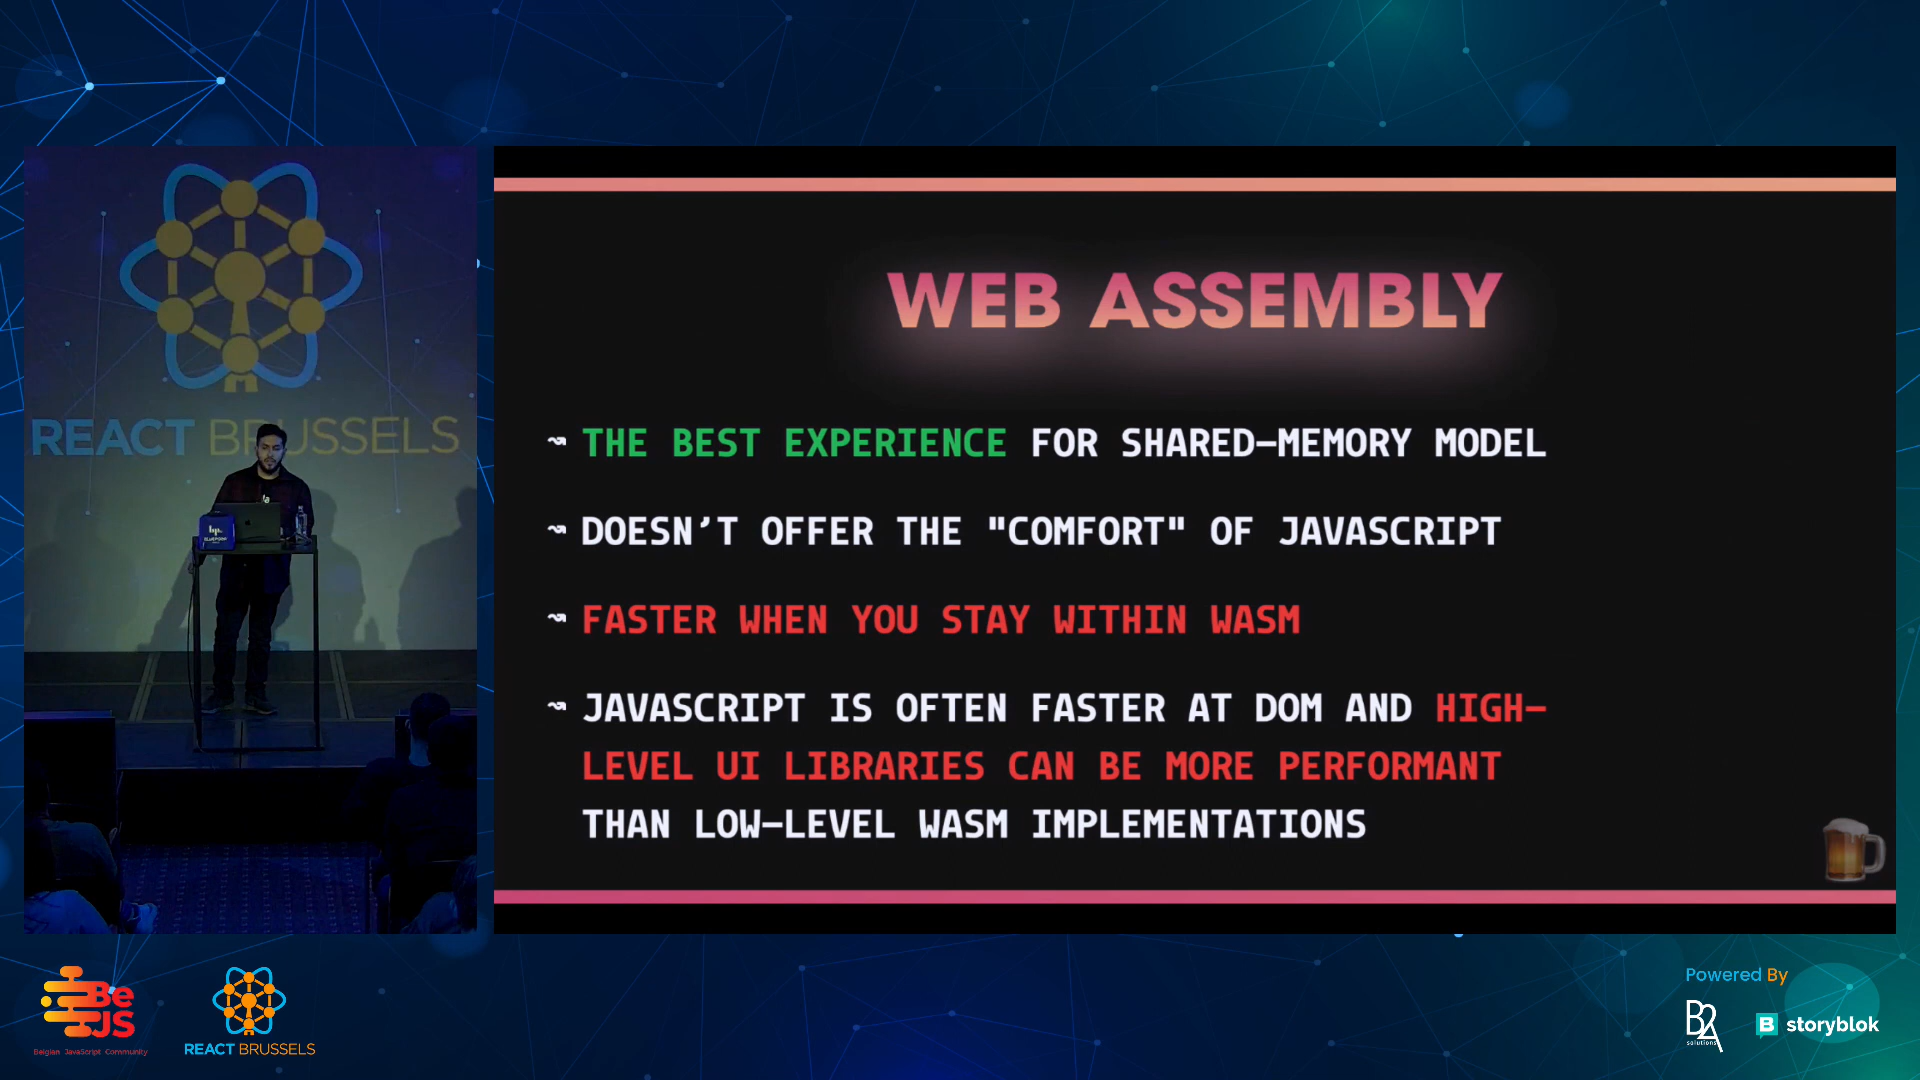 REACT BRUSSELS
WEB ASSEMBLY
↝ THE BEST EXPERIENCE FOR SHARED-MEMORY MODEL
↝ DOESN’T OFFER THE "COMFORT" OF JAVASCRIPT
↝ FASTER WHEN YOU STAY WITHIN WASM
↝ JAVASCRIPT IS OFTEN FASTER AT DOM AND HIGH-
LEVEL UI LIBRARIES CAN BE MORE PERFORMANT
THAN LOW-LEVEL WASM IMPLEMENTATIONS
Be
JS
Belgian JavaScript Community
REACT BRUSSELS
Powered By
B2A
solutions
B storyblok